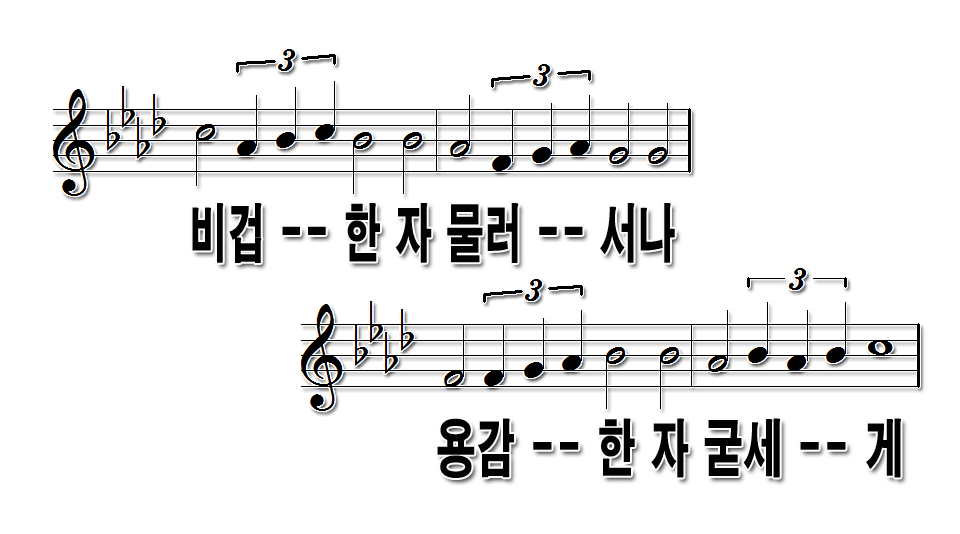 3 3
비겁 -- 한 자 물러 -- 서나
3 3
용감 -- 한 자 굳세 -- 게